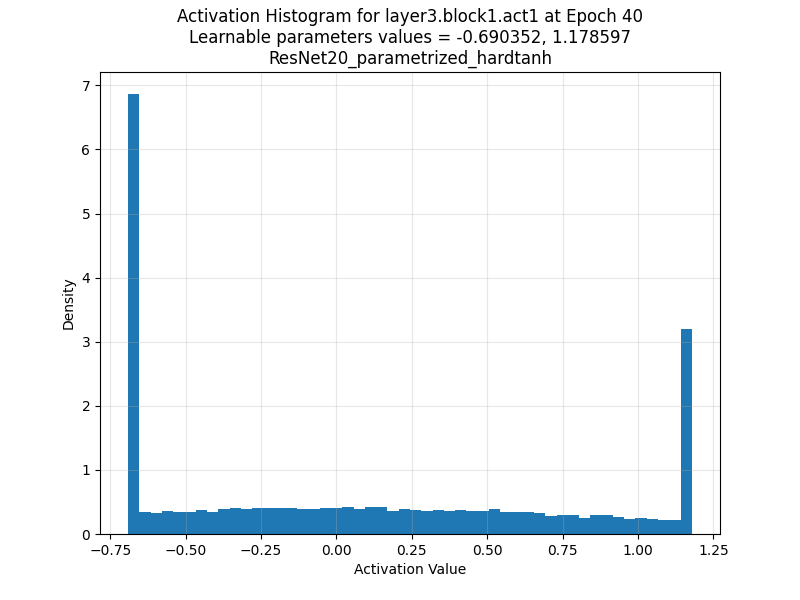 Activation Histogram for layer3.block1.act1 at Epoch 40
Learnable parameters values = -0.690352, 1.178597
ResNet20_parametrized_hardtanh
7
6
5
4
3
2
1
0
Density
−0.75 −0.50 −0.25 0.00 0.25 0.50 0.75 1.00 1.25
Activation Value